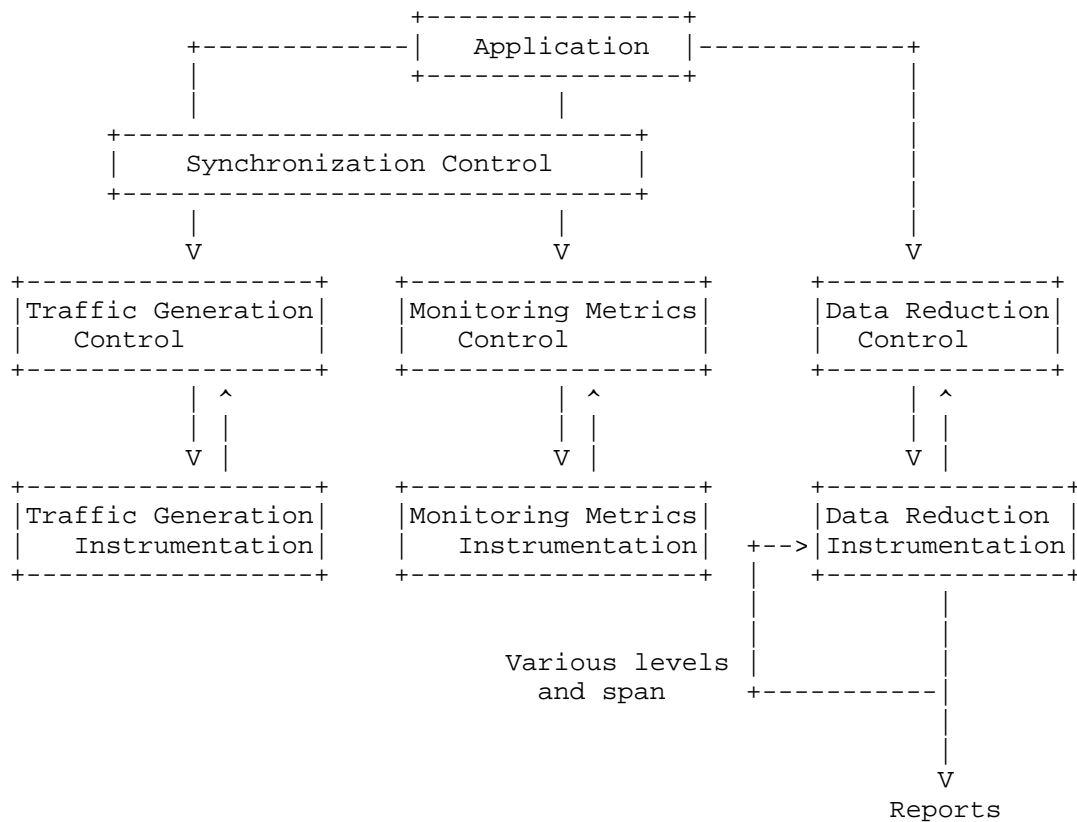 Application
Synchronization Control
Traffic Generation
Control
Monitoring Metrics
Control
Data Reduction
Control
Traffic Generation
Instrumentation
Monitoring Metrics
Instrumentation
Data Reduction
Instrumentation
Various levels
and span
Reports